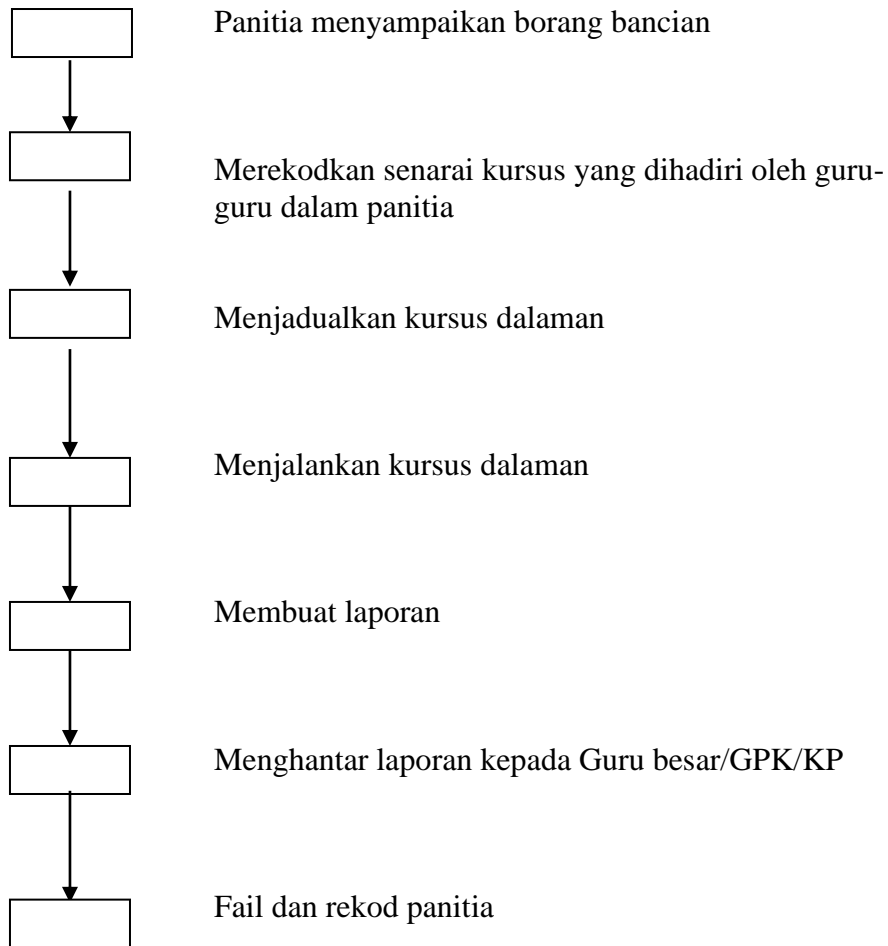 Panitia menyampaikan borang bancian
Merekodkan senarai kursus yang dihadiri oleh guru-
guru dalam panitia
Menjadualkan kursus dalaman
Menjalankan kursus dalaman
Membuat laporan
Menghantar laporan kepada Guru besar/GPK/KP
Fail dan rekod panitia